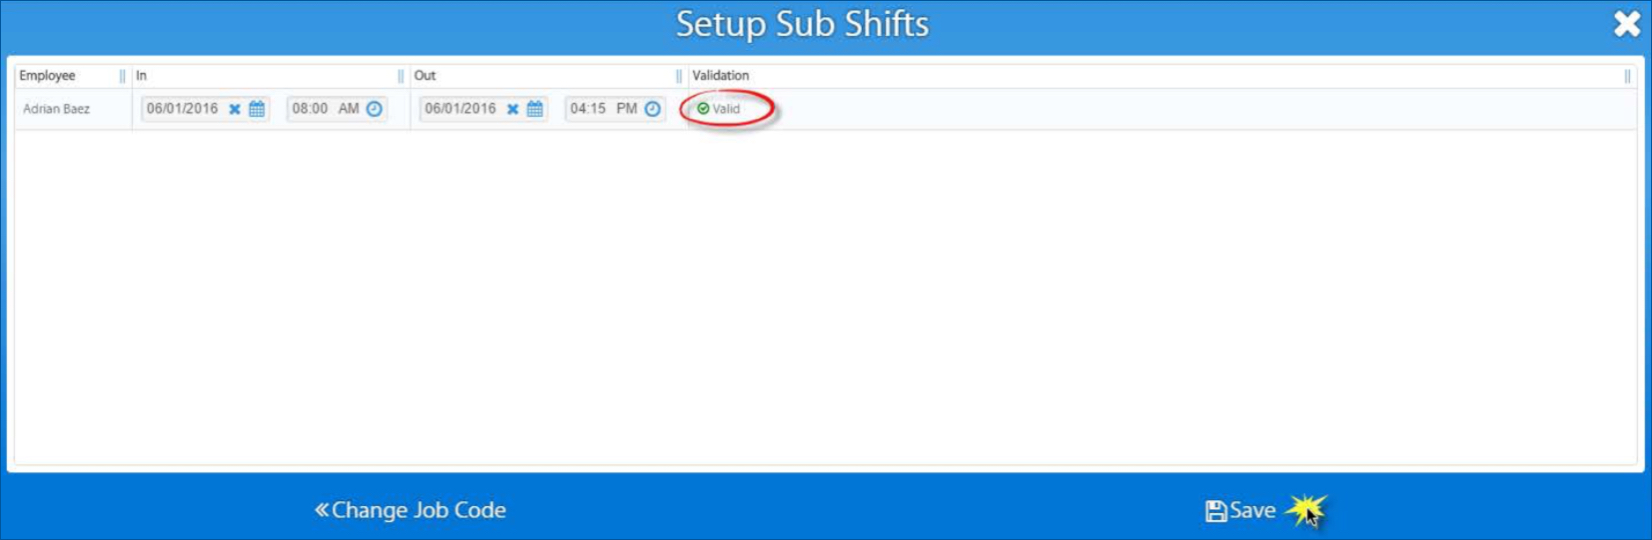 Setup Sub Shifts
Employee In Out Validation
Adrian Baez 06/01/2016 08:00 AM 06/01/2016 04:15 PM Valid
Change Job Code Save